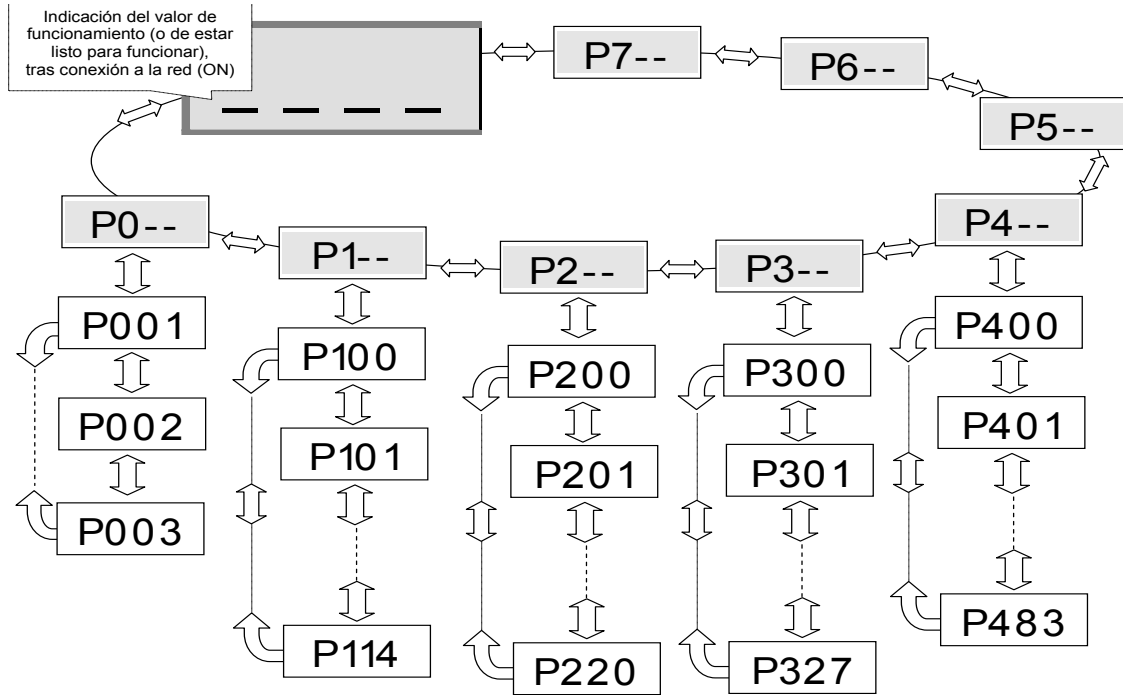 Indicación del valor de
funcionamiento (o de estar
listo para funcionar),
tras conexión a la red (ON)
_ _ _ _
P7--
P6--
P5--
P0--
P1--
P2--
P3--
P4--
P001
P002
P003
P100
P101
P114
P200
P201
P220
P300
P301
P327
P400
P401
P483